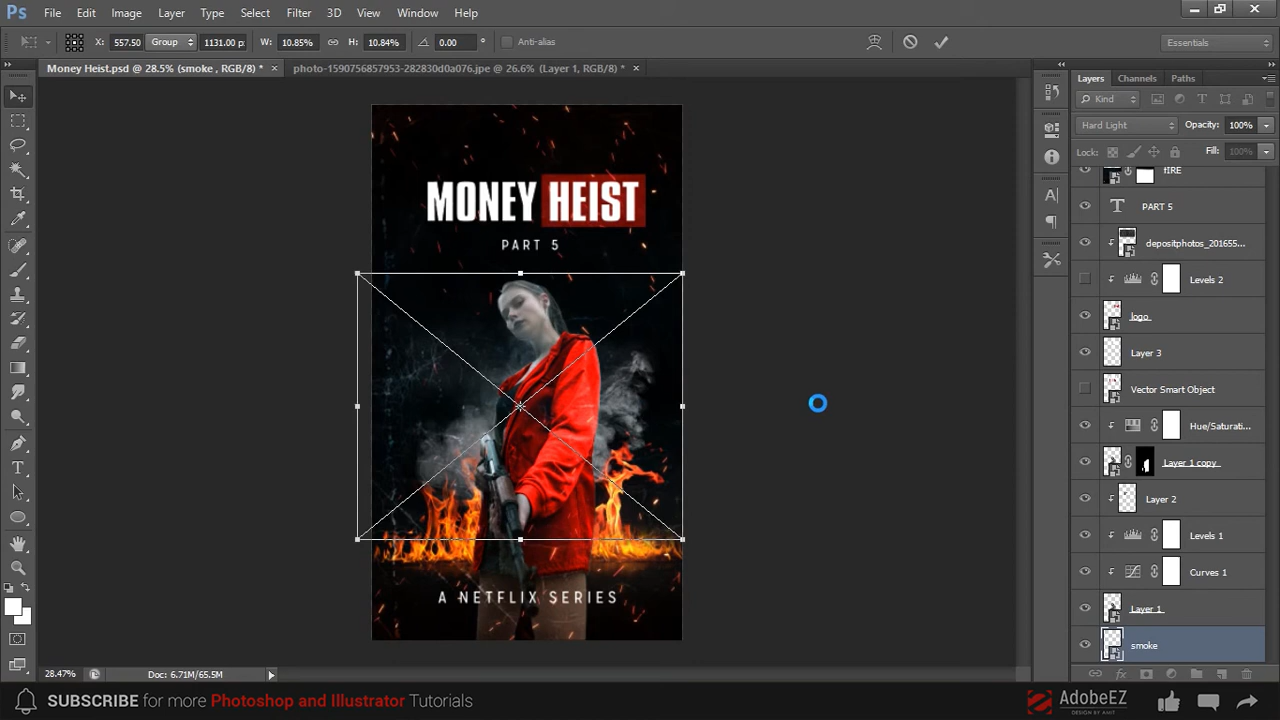 Ps File Edit Image Layer Type Select Filter 3D View Window Help
X: 557.50 Group 1131.00 p: W: 10.85% H: 10.84% 0.00 ° Anti-alias Essentials
Money Heist.psd @ 28.5% (smoke , RGB/8) * × photo-1590756857953-282830d0a076.jpe @ 26.6% (Layer 1, RGB/8) * ×
Layers Channels Paths
Kind
Hard Light Opacity: 100%
Lock: Fill: 100%
fIRE
PART 5
depositphotos_201655...
Levels 2
logo
Layer 3
Vector Smart Object
Hue/Saturati...
Layer 1 copy
Layer 2
Levels 1
Curves 1
Layer 1
smoke
MONEY HEIST
PART 5
A NETFLIX SERIES
28.47% Doc: 6.71M/65.5M
SUBSCRIBE for more Photoshop and Illustrator Tutorials
AdobeEZ
DESIGN BY AMIT